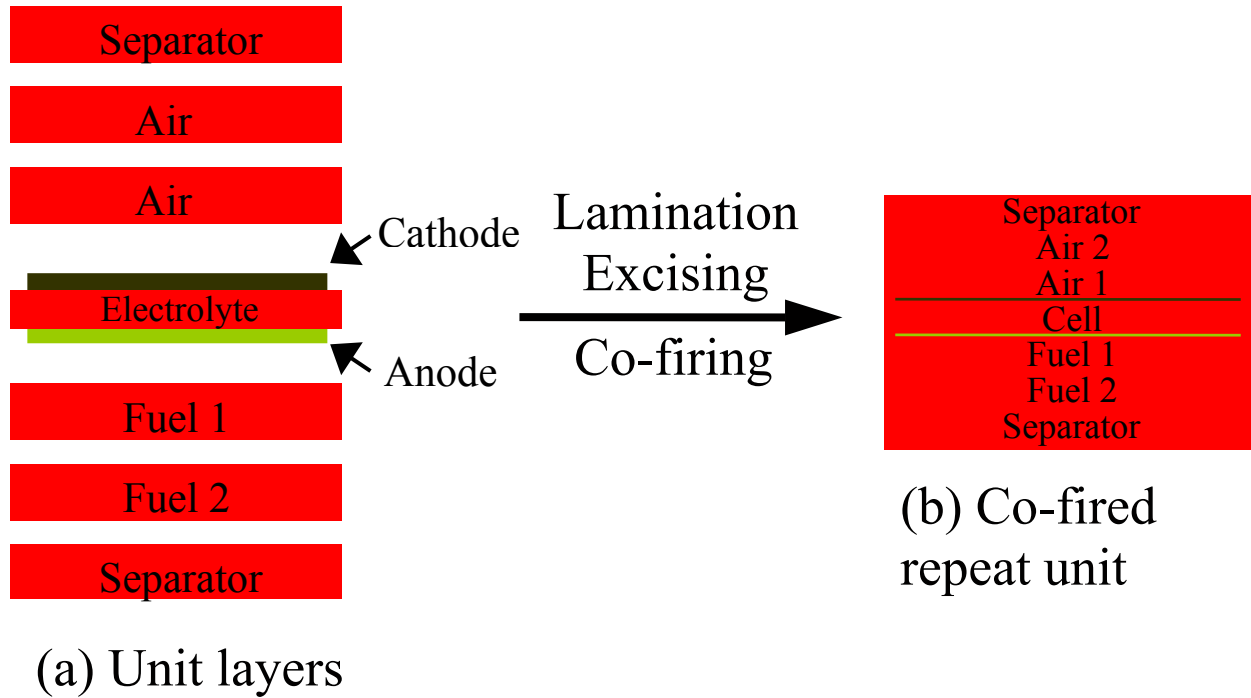 Separator
Air
Air
Cathode
Electrolyte
Anode
Fuel 1
Fuel 2
Separator
(a) Unit layers
Lamination
Excising
Co-firing
Separator
Air 2
Air 1
Cell
Fuel 1
Fuel 2
Separator
(b) Co-fired
repeat unit